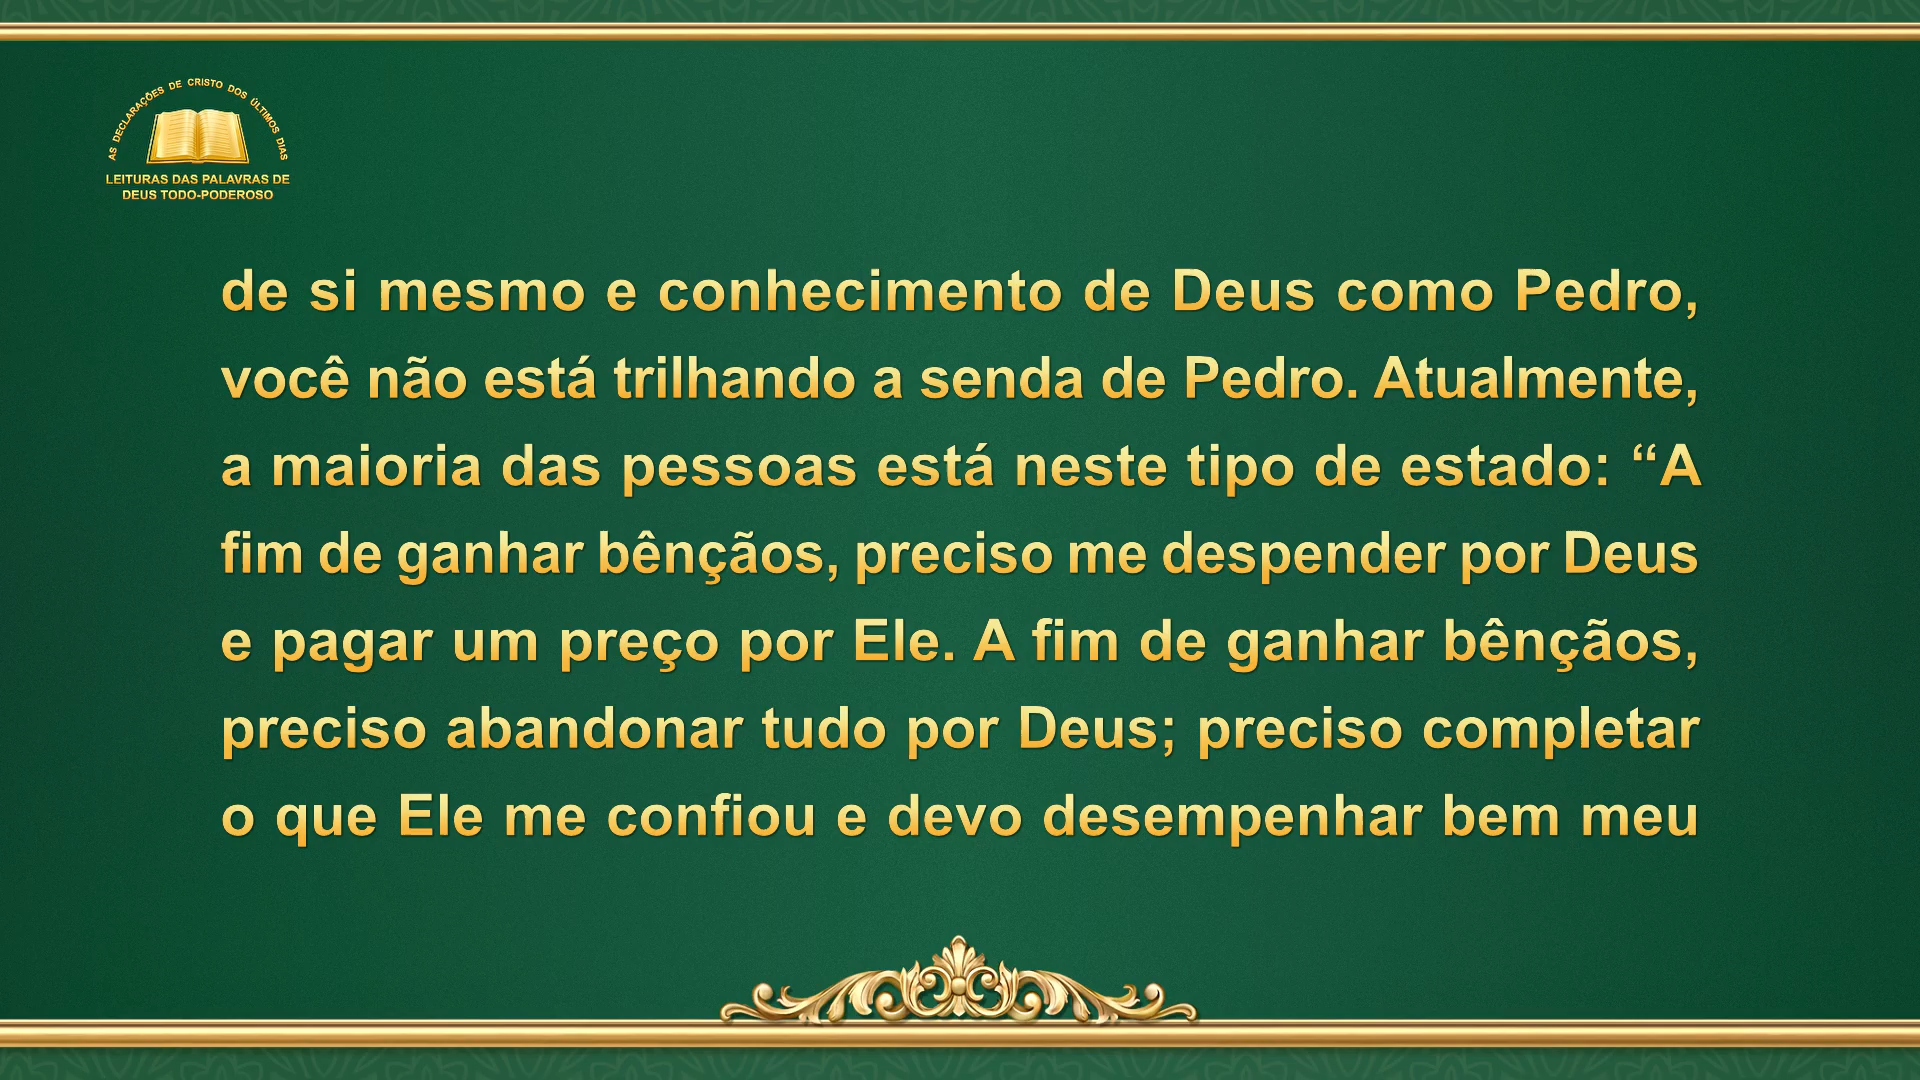 AS DECLARAÇÕES DE CRISTO DOS ÚLTIMOS DIAS
LEITURAS DAS PALAVRAS DE
DEUS TODO-PODEROSO
de si mesmo e conhecimento de Deus como Pedro,
você não está trilhando a senda de Pedro. Atualmente,
a maioria das pessoas está neste tipo de estado: “A
fim de ganhar bênçãos, preciso me despender por Deus
e pagar um preço por Ele. A fim de ganhar bênçãos,
preciso abandonar tudo por Deus; preciso completar
o que Ele me confiou e devo desempenhar bem meu